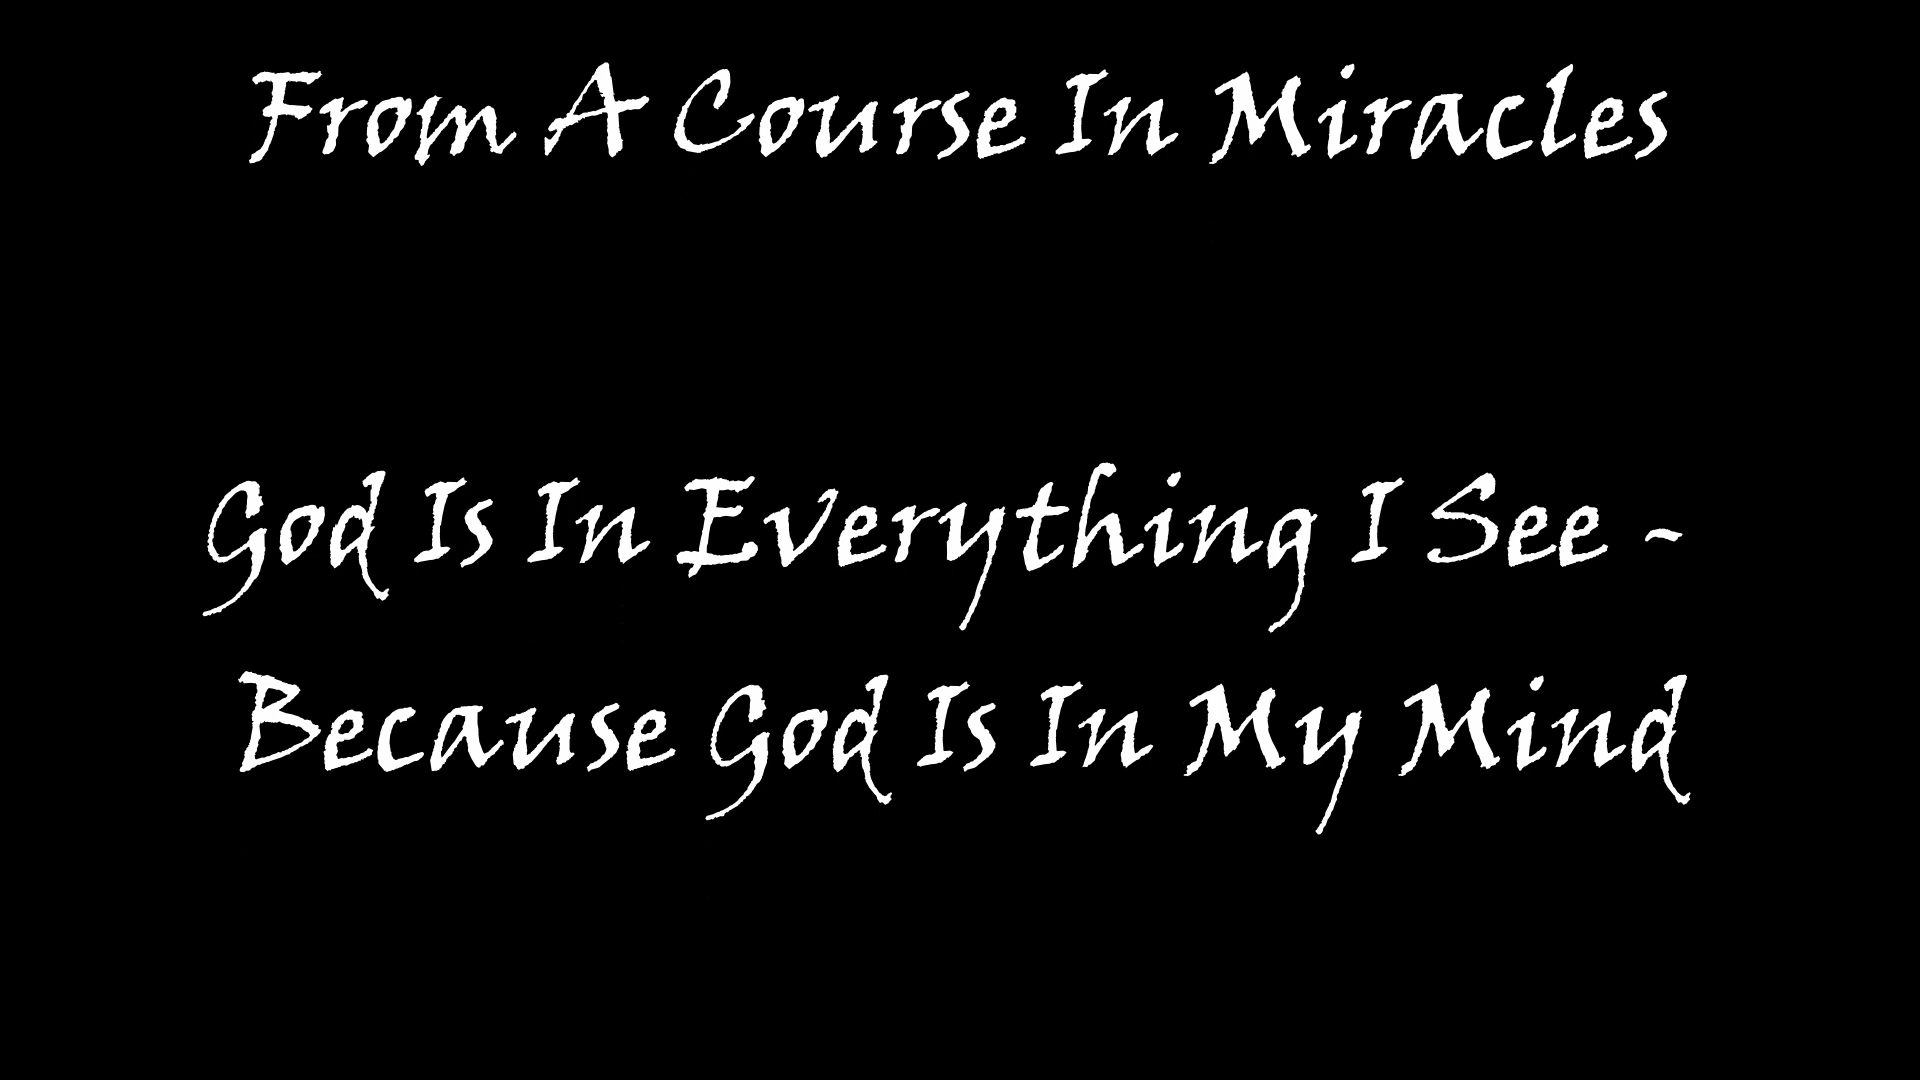 From A Course In Miracles
God Is In Everything I See -
Because God Is In My Mind